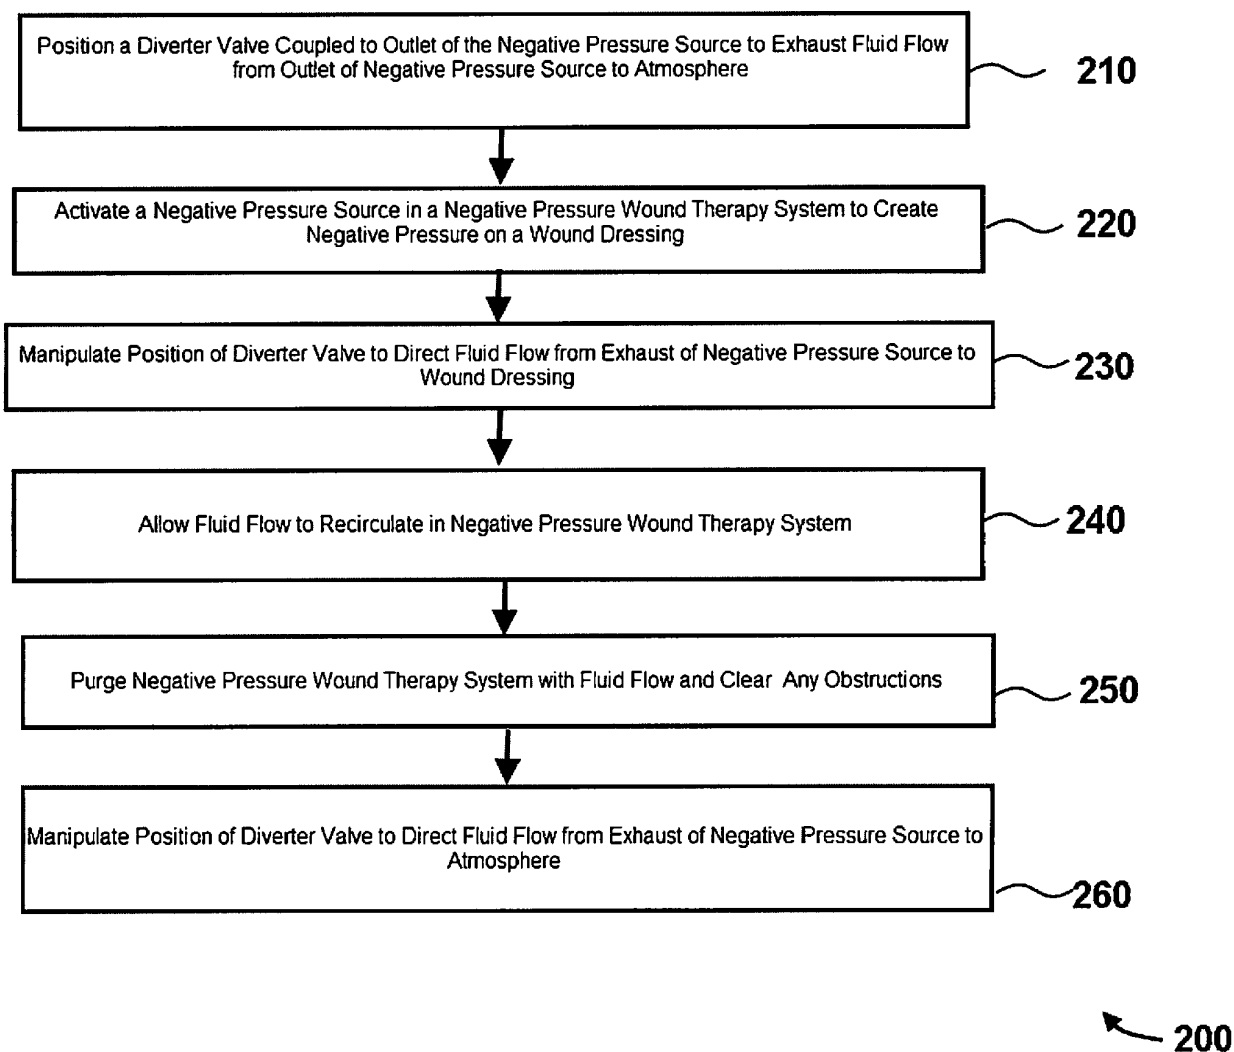 Position a Diverter Valve Coupled to Outlet of the Negative Pressure Source to Exhaust Fluid Flow
from Outlet of Negative Pressure Source to Atmosphere
210
Activate a Negative Pressure Source in a Negative Pressure Wound Therapy System to Create
Negative Pressure on a Wound Dressing
220
Manipulate Position of Diverter Valve to Direct Fluid Flow from Exhaust of Negative Pressure Source to
Wound Dressing
230
Allow Fluid Flow to Recirculate in Negative Pressure Wound Therapy System
240
Purge Negative Pressure Wound Therapy System with Fluid Flow and Clear Any Obstructions
250
Manipulate Position of Diverter Valve to Direct Fluid Flow from Exhaust of Negative Pressure Source to
Atmosphere
260
200